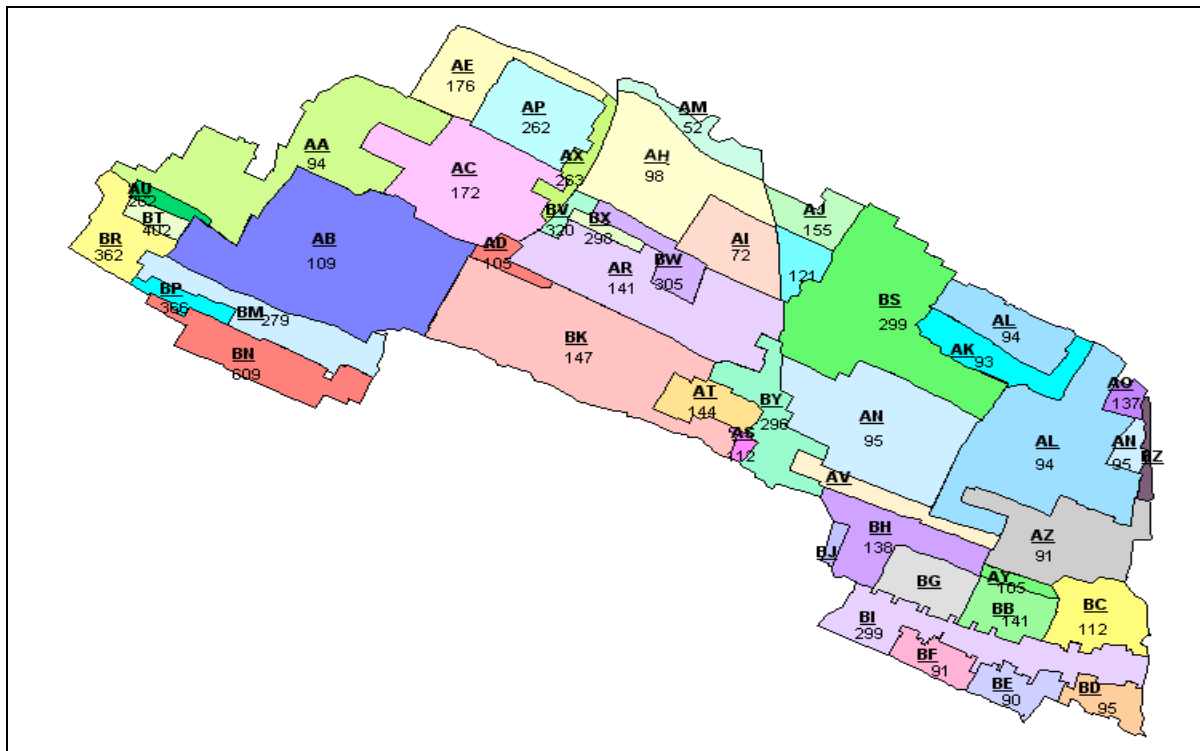 AE
176
AP
262
AM
52
AA
94
AX
263
AH
98
AC
172
AU
262
BT
402
BR
362
BV
320
BX
298
AJ
155
AB
109
AD
105
AR
141
BW
305
AI
72
121
BS
299
BP
366
BM
279
BN
609
BK
147
AL
94
AK
93
AT
144
BY
296
AO
137
AN
95
AS
112
AL
94
AN
95
BZ
AV
BH
138
BJ
AZ
91
BG
AY
105
BB
141
BC
112
BI
299
BF
91
BE
90
BD
95